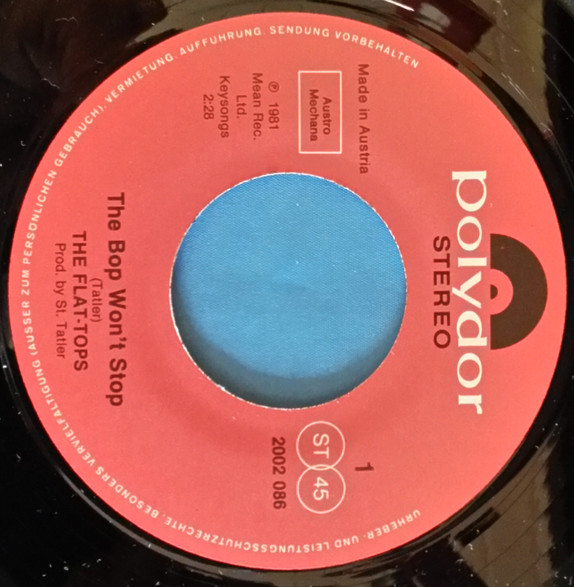 polydor
STEREO
Made in Austria
Austro
Mechana
℗ 1981
Mean Rec.
Ltd.
Keysongs
2:28
1
ST 45
2002 086
The Bop Won't Stop
(Tatler)
THE FLAT-TOPS
Prod. by St. Tatler
URHEBER- UND LEISTUNGSSCHUTZRECHTE, BESONDERS VERVIELFÄLTIGUNG (AUSSER ZUM PERSÖNLICHEN GEBRAUCH), VERMIETUNG, AUFFÜHRUNG, SENDUNG VORBEHALTEN